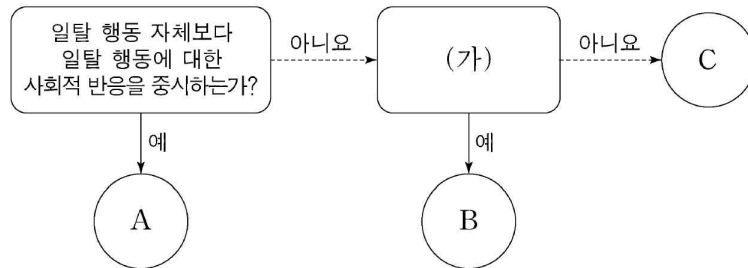 일탈 행동 자체보다
일탈 행동에 대한
사회적 반응을 중시하는가?
아니요
(가)
아니요
C
예
예
A
B